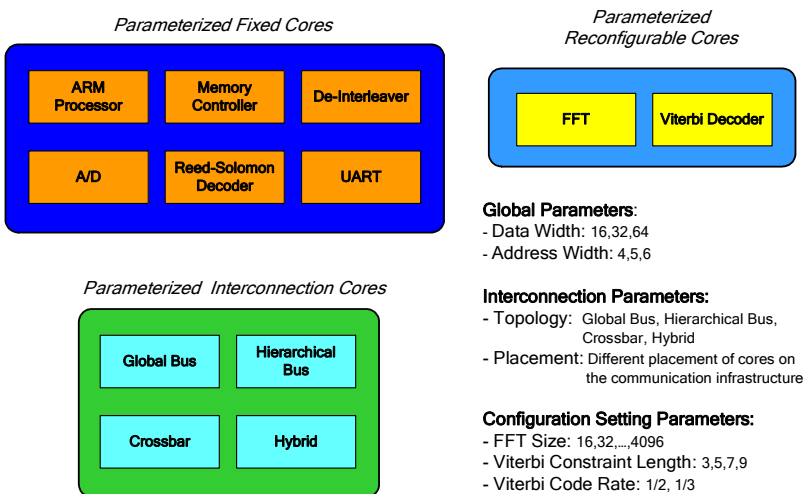 Parameterized Fixed Cores
ARM
Processor
Memory
Controller
De-Interleaver
A/D
Reed-Solomon
Decoder
UART
Parameterized
Reconfigurable Cores
FFT
Viterbi Decoder
Parameterized Interconnection Cores
Global Bus
Hierarchical
Bus
Crossbar
Hybrid
Global Parameters:
- Data Width: 16,32,64
- Address Width: 4,5,6
Interconnection Parameters:
- Topology: Global Bus, Hierarchical Bus,
Crossbar, Hybrid
- Placement: Different placement of cores on
the communication infrastructure
Configuration Setting Parameters:
- FFT Size: 16,32,...,4096
- Viterbi Constraint Length: 3,5,7,9
- Viterbi Code Rate: 1/2, 1/3